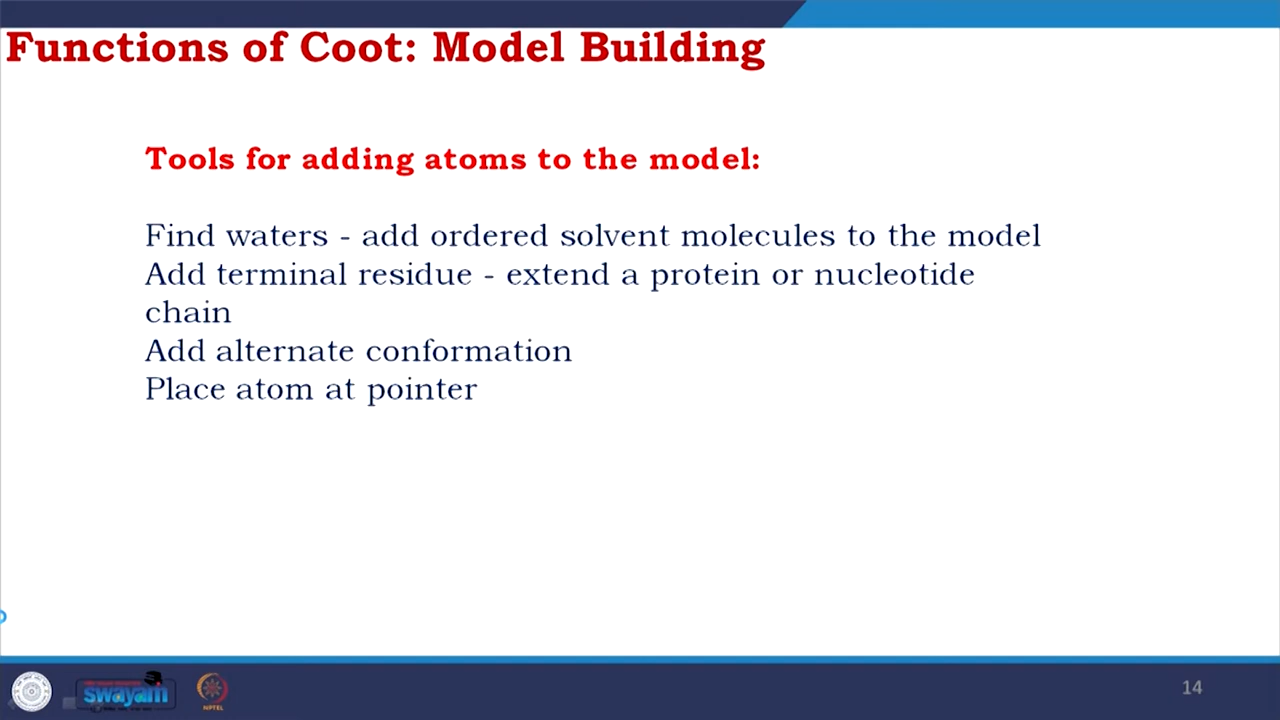 Functions of Coot: Model Building
Tools for adding atoms to the model:
Find waters - add ordered solvent molecules to the model
Add terminal residue - extend a protein or nucleotide
chain
Add alternate conformation
Place atom at pointer
swayam
NPTEL
14